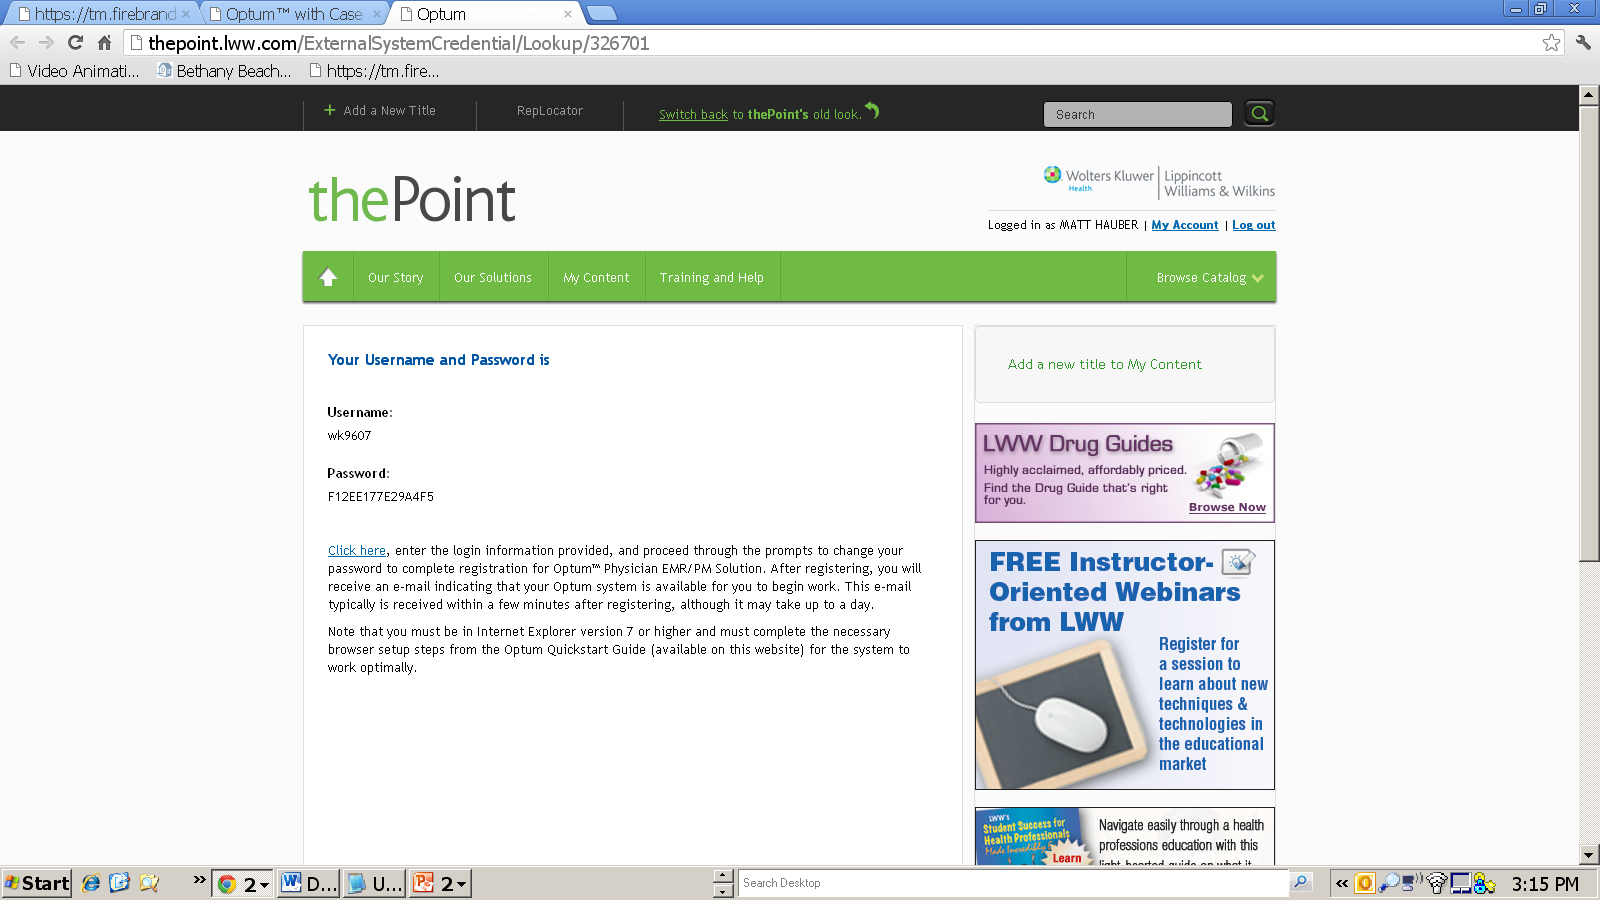 https://tm.firebrand
Optum™ with Case
Optum
thepoint.lww.com/ExternalSystemCredential/Lookup/326701
Video Animati...
Bethany Beach...
https://tm.fire...
+ Add a New Title
RepLocator
Switch back to thePoint's old look.
Search
thePoint
Wolters Kluwer
Health
Lippincott
Williams & Wilkins
Logged in as MATT HAUBER | My Account | Log out
Our Story
Our Solutions
My Content
Training and Help
Browse Catalog
Your Username and Password is
Username:
wk9607
Password:
F12EE177E29A4F5
Click here, enter the login information provided, and proceed through the prompts to change your
password to complete registration for Optum™ Physician EMR/PM Solution. After registering, you will
receive an e-mail indicating that your Optum system is available for you to begin work. This e-mail
typically is received within a few minutes after registering, although it may take up to a day.
Note that you must be in Internet Explorer version 7 or higher and must complete the necessary
browser setup steps from the Optum Quickstart Guide (available on this website) for the system to
work optimally.
Add a new title to My Content
LWW Drug Guides
Highly acclaimed, affordably priced.
Find the Drug Guide that's right
for you.
Browse Now
FREE Instructor-
Oriented Webinars
from LWW
Register for
a session to
learn about new
techniques &
technologies in
the educational
market
LWW's
Student Success for
Health Professionals
Made Incredibly
Learn
Navigate easily through a health
professions education with this
light-hearted guide on what it
Start
»
2
D...
U...
2
Search Desktop
«
3:15 PM